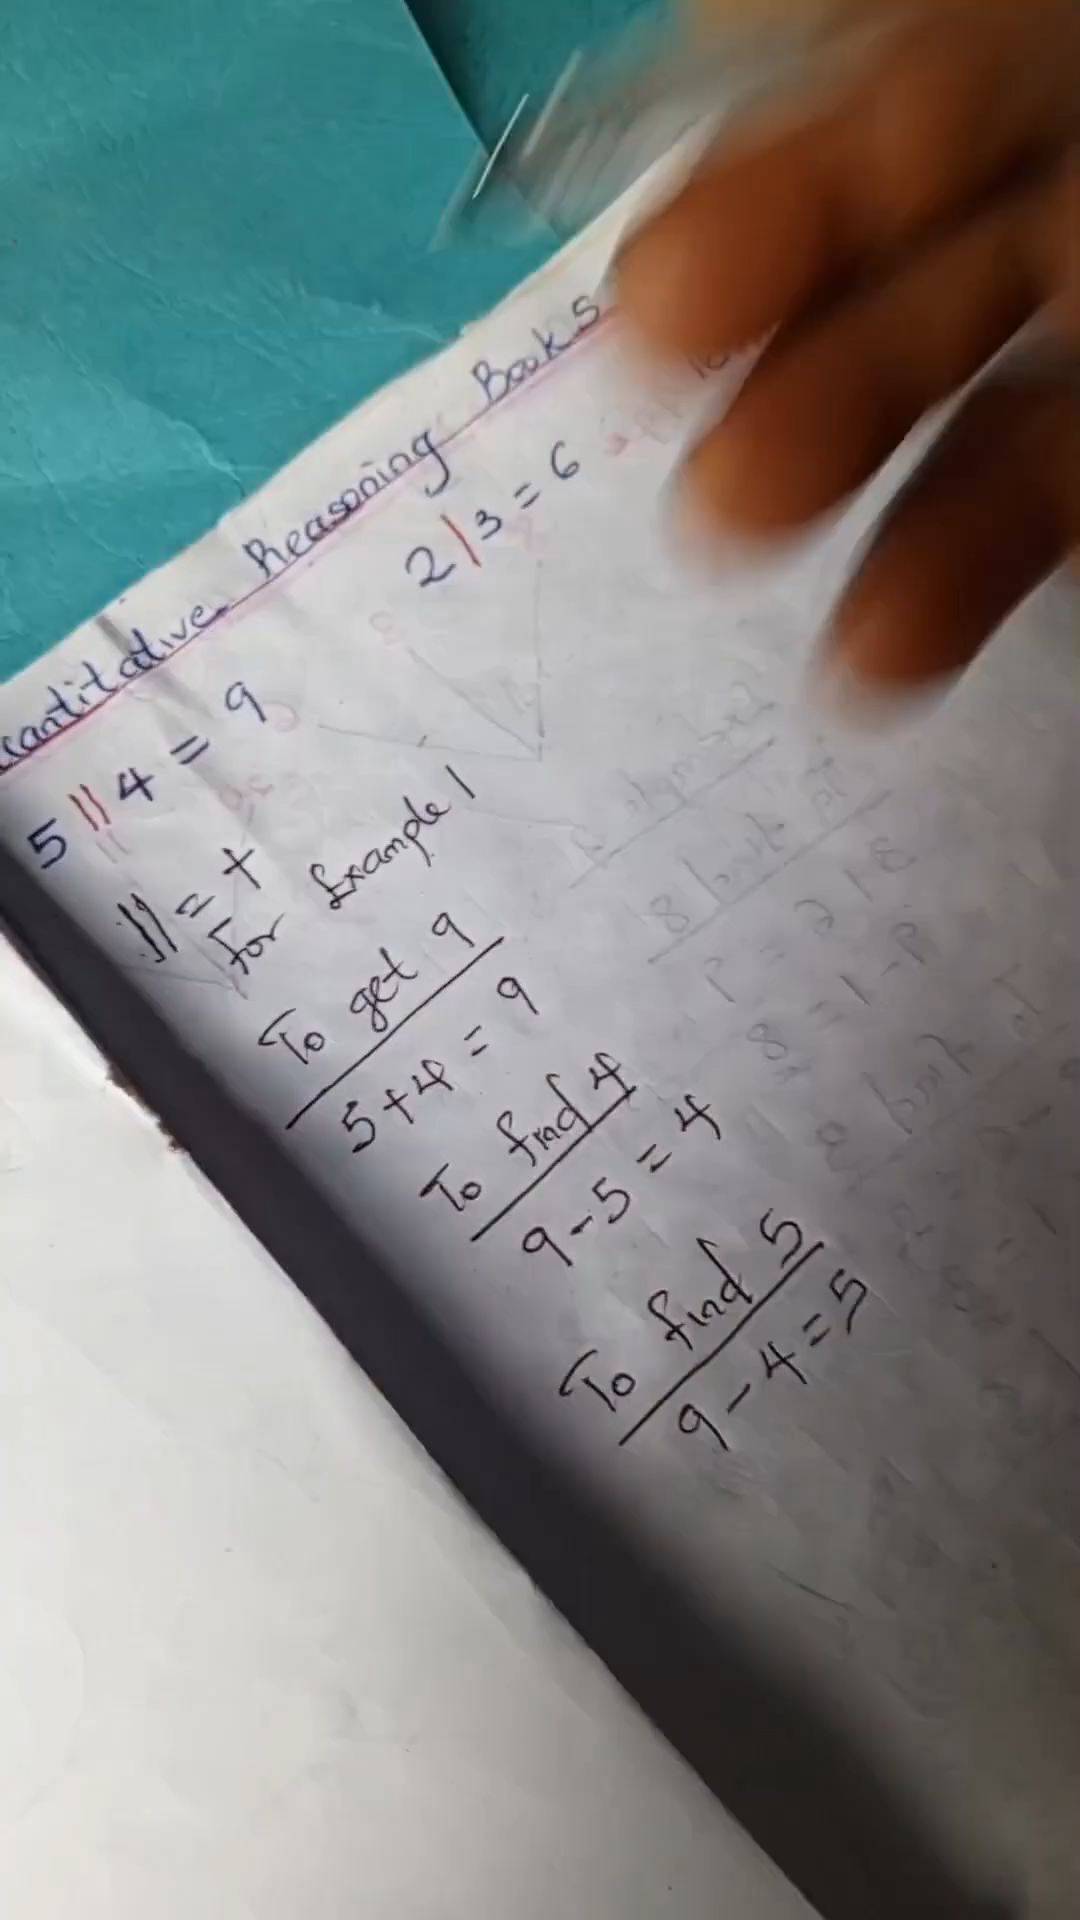 Quantitative Reasoning Books
5 || 4 = 9
2 | 3 = 6
|| = +
For Example 1
To get 9
5 + 4 = 9
To find 4
9 - 5 = 4
To find 5
9 - 4 = 5